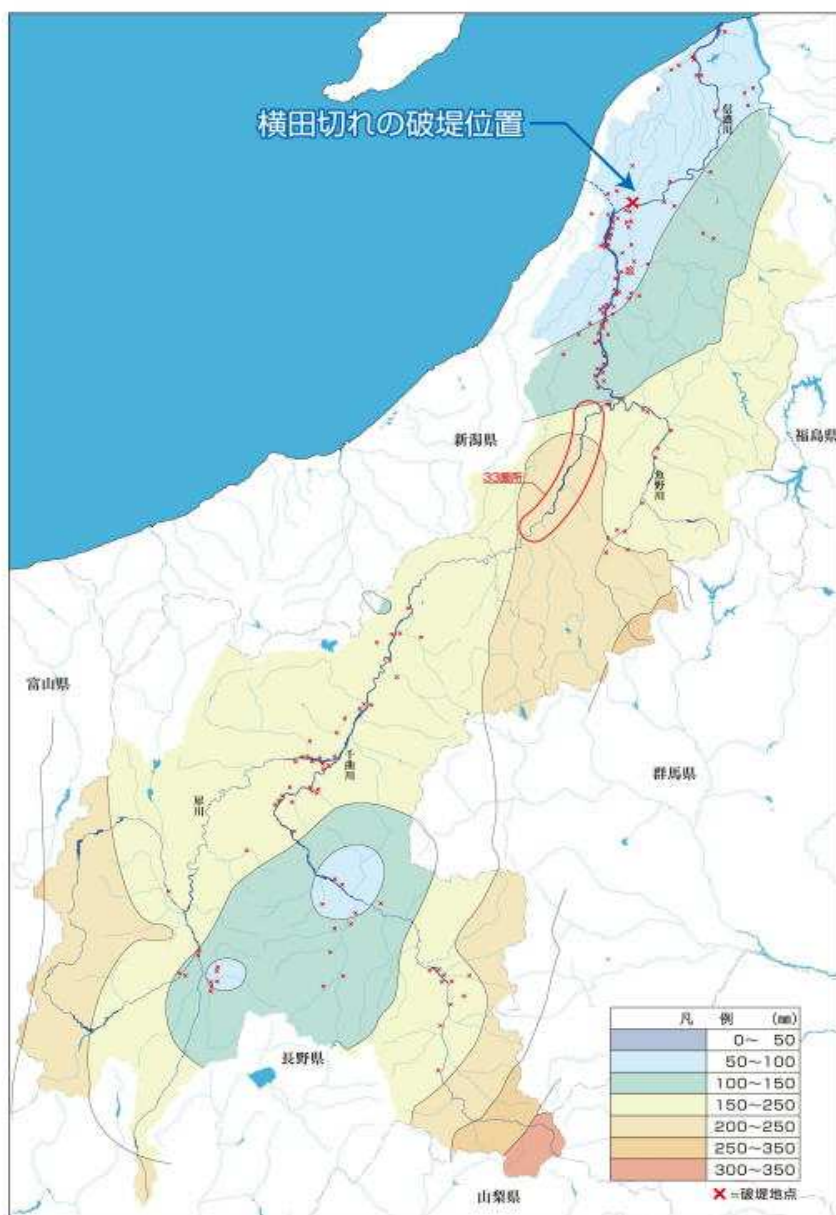 横田切れの破堤位置
信濃川
新潟県
福島県
33箇所
魚野川
富山県
千曲川
犀川
群馬県
長野県
山梨県
凡 例 (㎜)
0～ 50
50～100
100～150
150～250
200～250
250～350
300～350
×=破堤地点